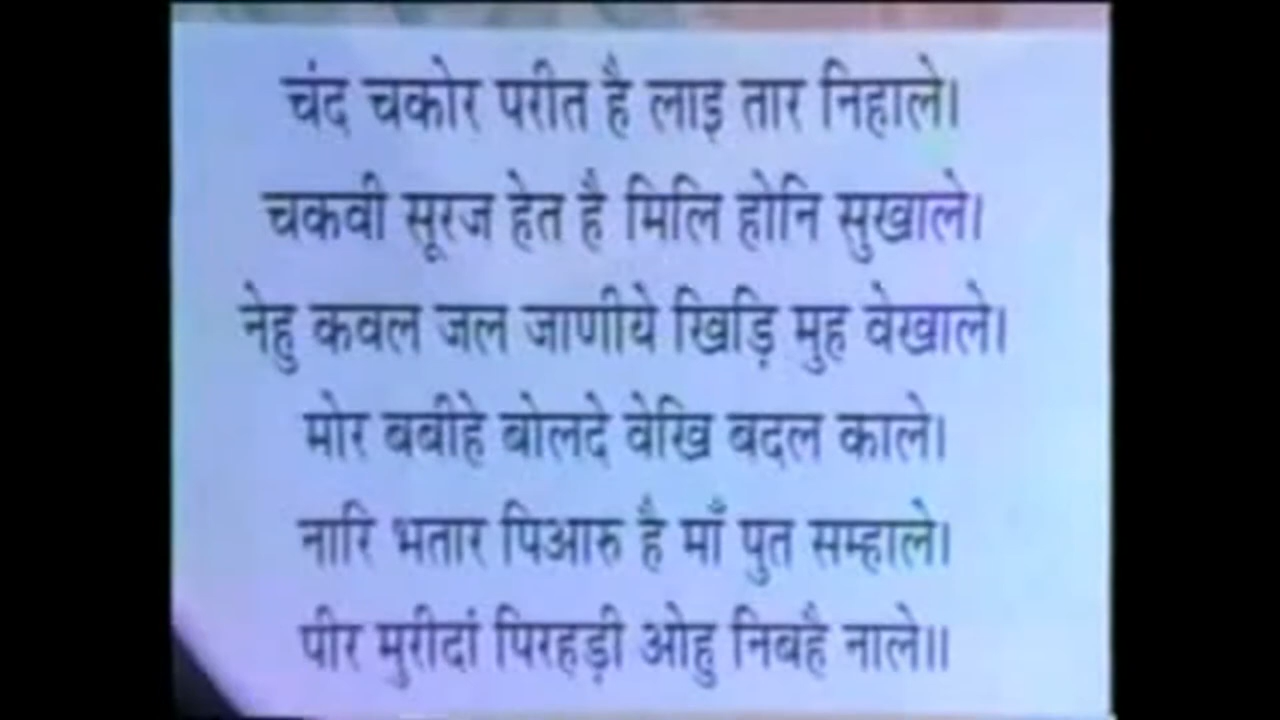 चंद चकोर परीत है लाइ तार निहाले।
चकवी सूरज हेत है मिलि होनि सुखाले।
नेहु कवल जल जाणीये खिड़ि मुह वेखाले।
मोर बबीहे बोलदे वेखि बदल काले।
नारि भतार पिआरु है माँ पुत सम्हाले।
पीर मुरीदां पिरहड़ी ओहु निबहै नाले॥